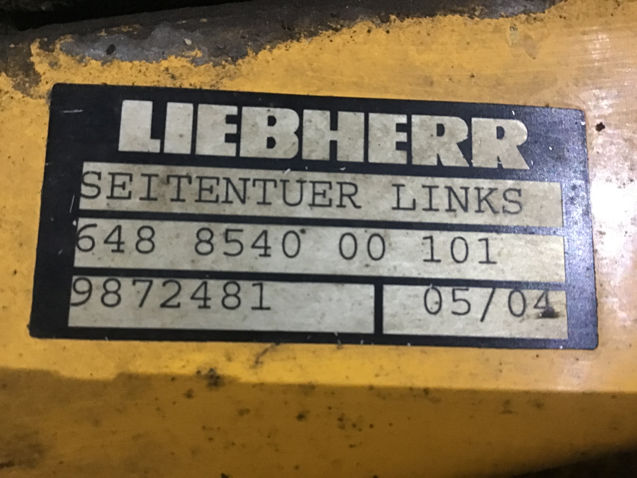 LIEBHERR
SEITENTUER LINKS
648 8540 00 101
9872481 05/04